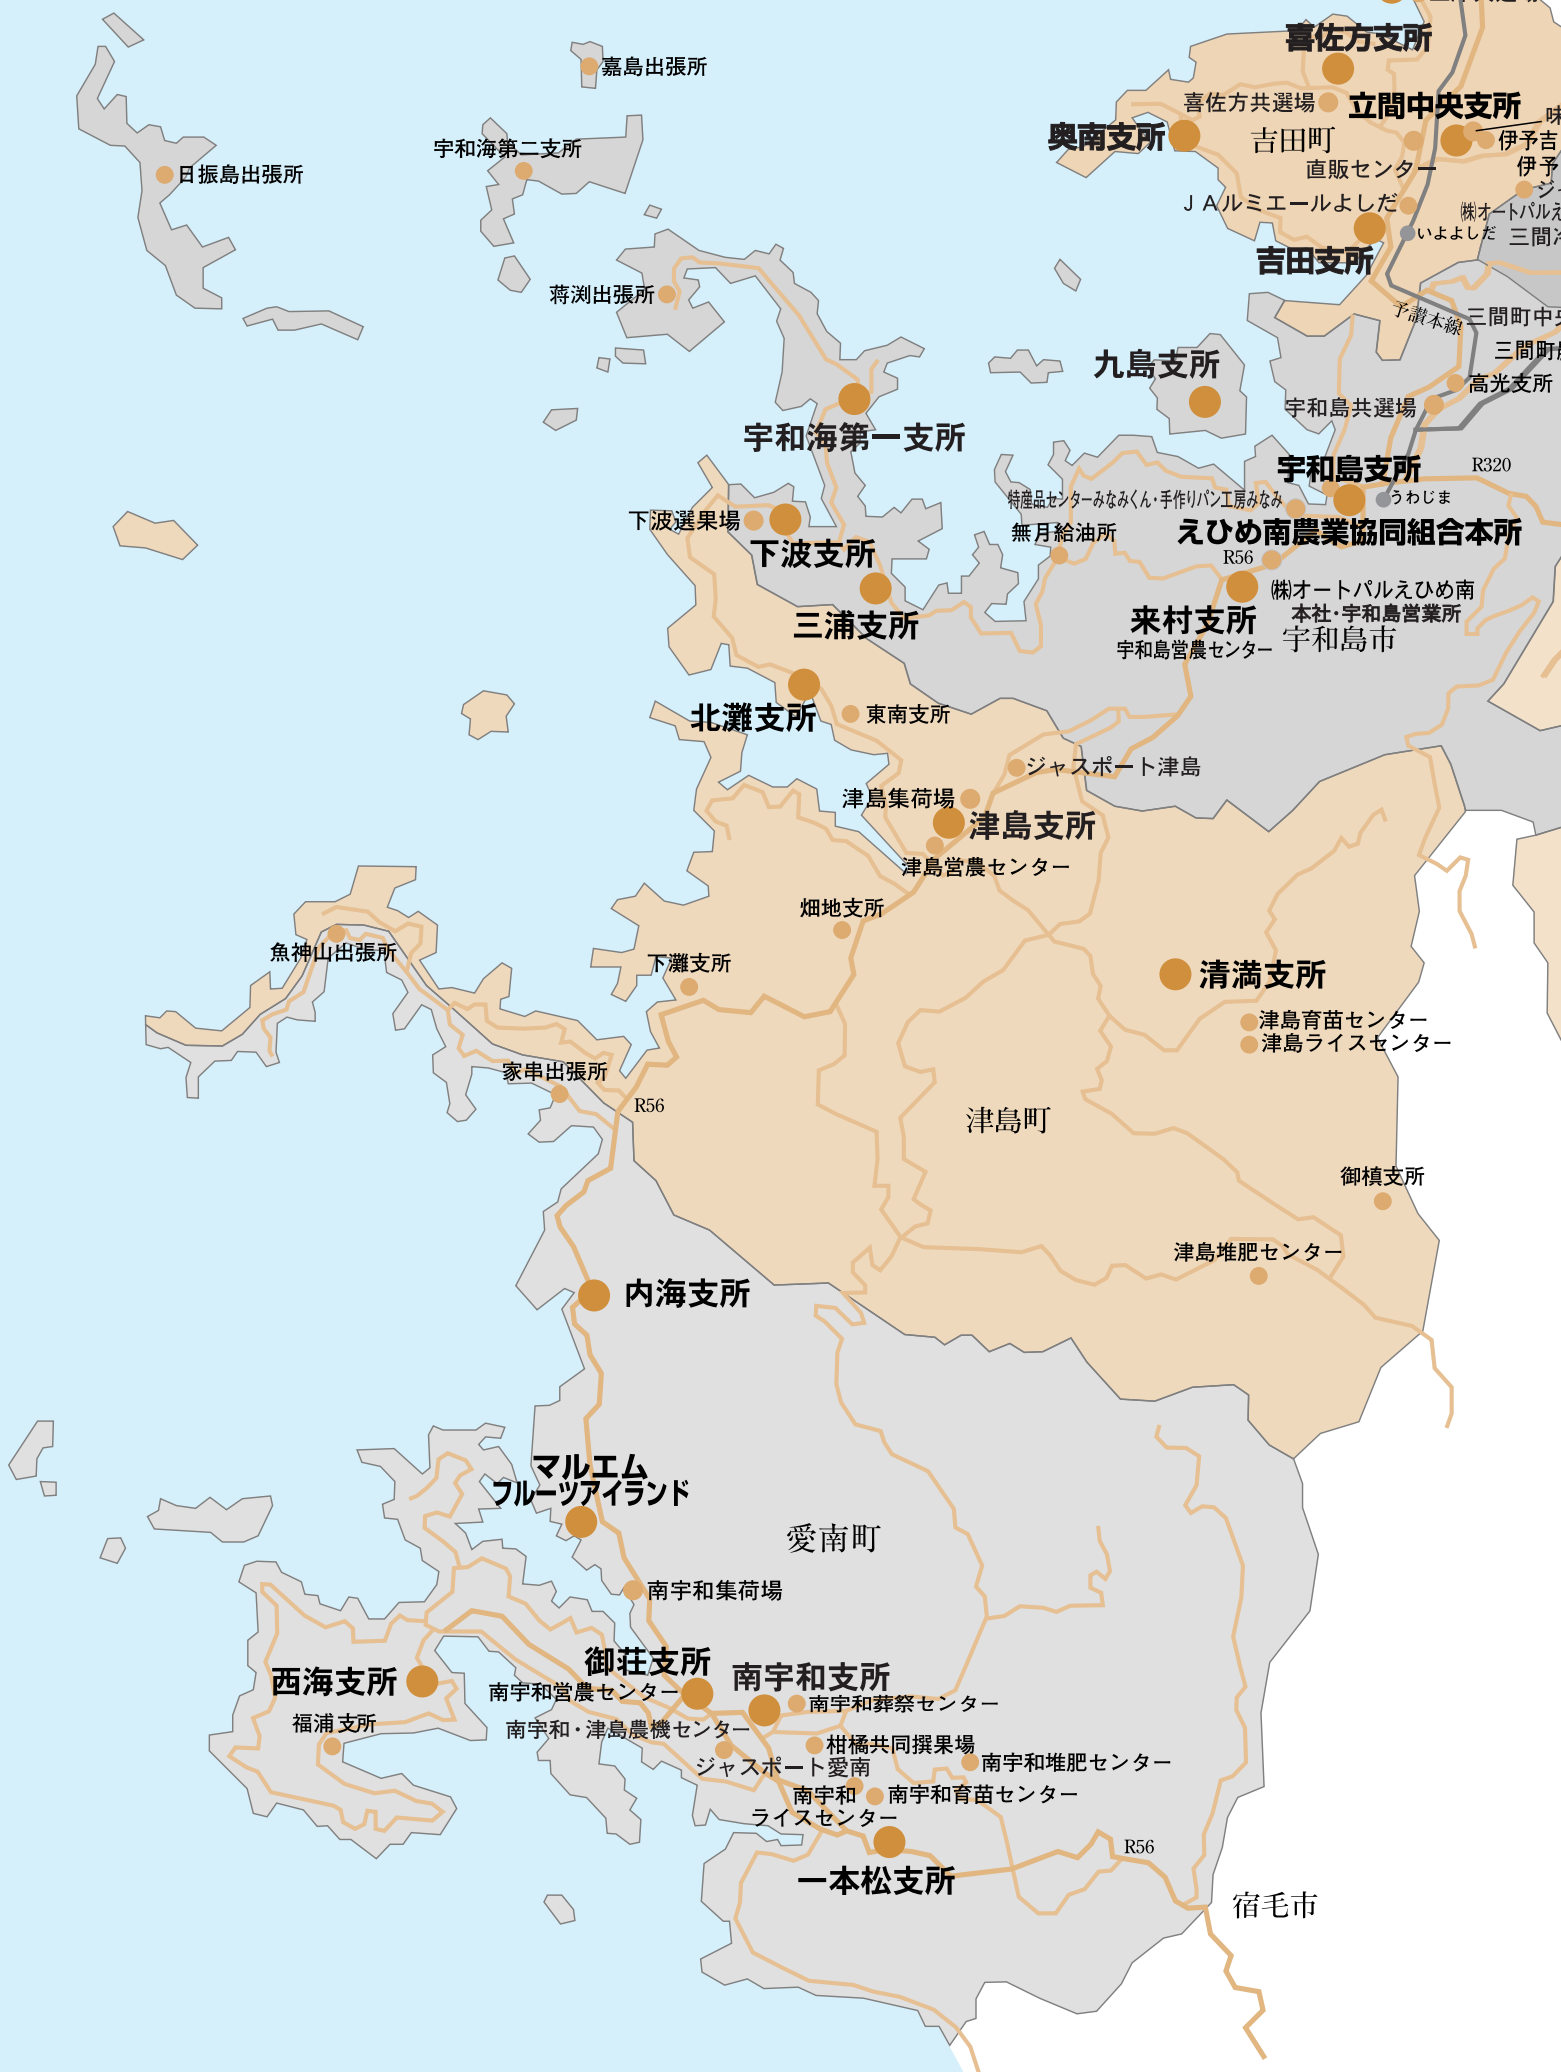 喜佐方支所
嘉島出張所
喜佐方共選場
立間中央支所
奥南支所
吉田町
伊予吉
宇和海第二支所
直販センター
伊予
日振島出張所
ＪＡルミエールよしだ
㈱オートパルえ
いよよしだ
三間冷
吉田支所
蒋渕出張所
予讃本線
三間町中央
三間町
九島支所
高光支所
宇和島共選場
宇和海第一支所
宇和島支所
R320
特産品センターみなみくん・手作りパン工房みなみ
うわじま
下波選果場
無月給油所
えひめ南農業協同組合本所
下波支所
R56
㈱オートパルえひめ南
本社・宇和島営業所
三浦支所
来村支所
宇和島市
宇和島営農センター
北灘支所
東南支所
ジャスポート津島
津島集荷場
津島支所
津島営農センター
畑地支所
魚神山出張所
下灘支所
清満支所
津島育苗センター
津島ライスセンター
家串出張所
R56
津島町
御槙支所
津島堆肥センター
内海支所
マルエム
フルーツアイランド
愛南町
南宇和集荷場
御荘支所
南宇和支所
西海支所
南宇和営農センター
南宇和葬祭センター
福浦支所
南宇和・津島農機センター
柑橘共同撰果場
ジャスポート愛南
南宇和堆肥センター
南宇和
ライスセンター
南宇和育苗センター
R56
一本松支所
宿毛市